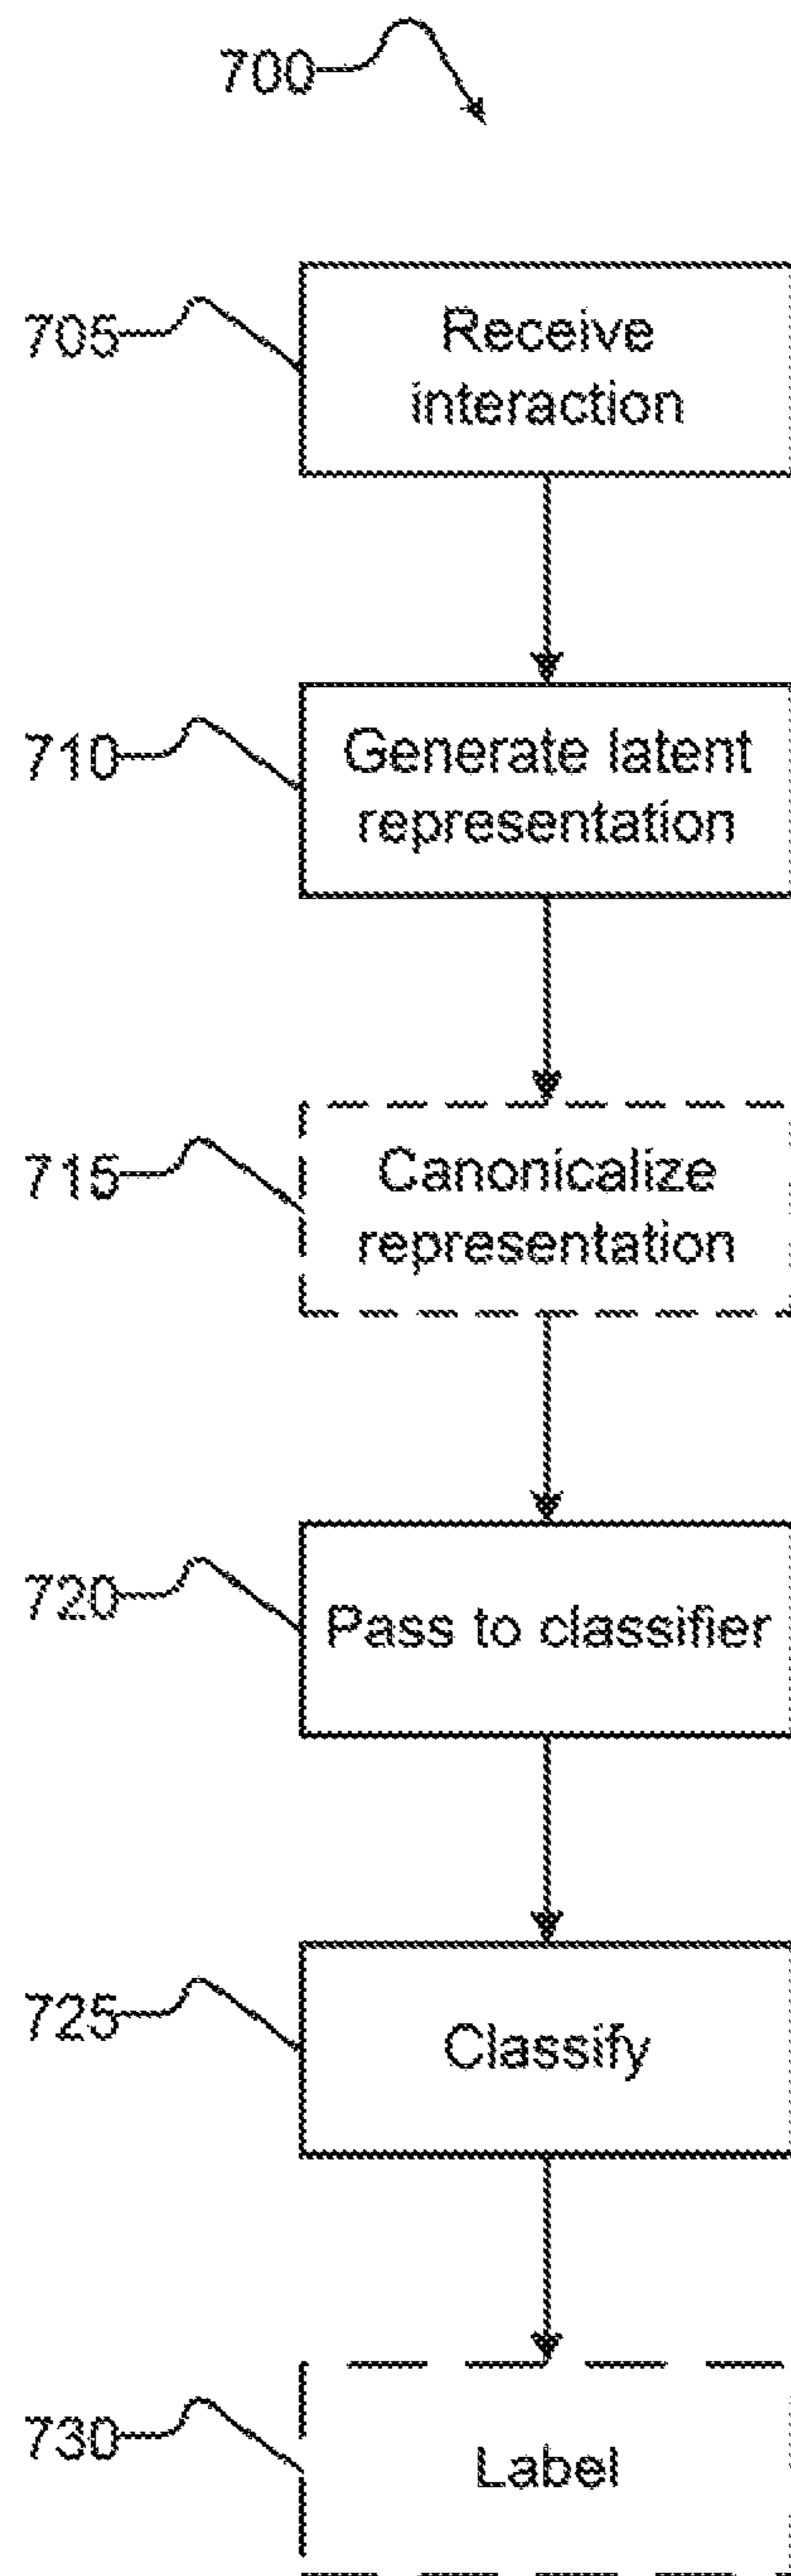 700
705
Receive
interaction
710
Generate latent
representation
715
Canonicalize
representation
720
Pass to classifier
725
Classify
730
Label